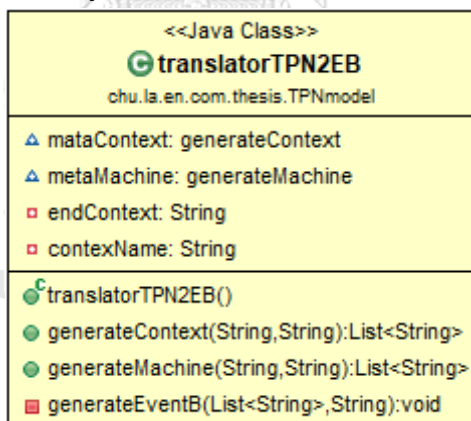 <<Java Class>>
translatorTPN2EB
chu.la.en.com.thesis.TPNmodel
mataContext: generateContext
metaMachine: generateMachine
endContext: String
contexName: String
translatorTPN2EB()
generateContext(String,String):List<String>
generateMachine(String,String):List<String>
generateEventB(List<String>,String):void